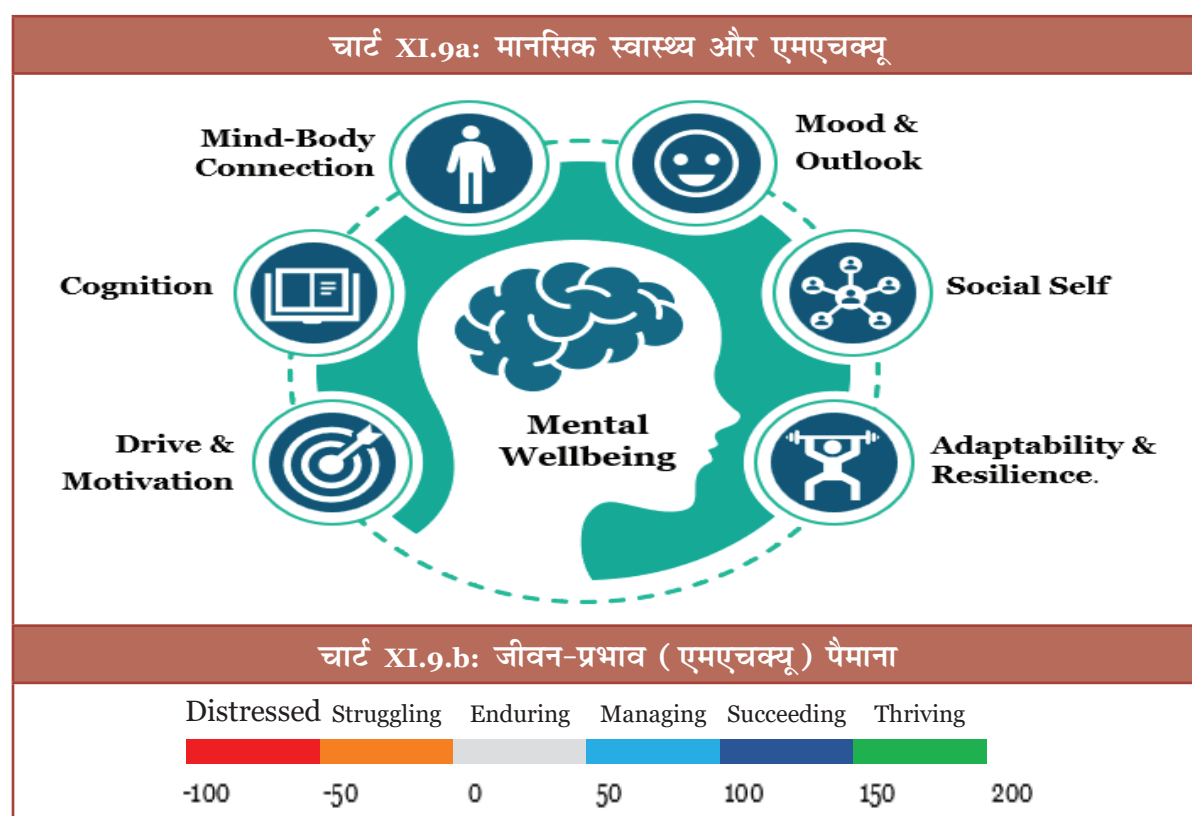 चार्ट XI.9a: मानसिक स्वास्थ्य और एमएचक्यू
Mind-Body
Connection
Mood &
Outlook
Cognition
Social Self
Mental
Wellbeing
Drive &
Motivation
Adaptability &
Resilience.
चार्ट XI.9.b: जीवन-प्रभाव (एमएचक्यू) पैमाना
Distressed Struggling Enduring Managing Succeeding Thriving
-100 -50 0 50 100 150 200